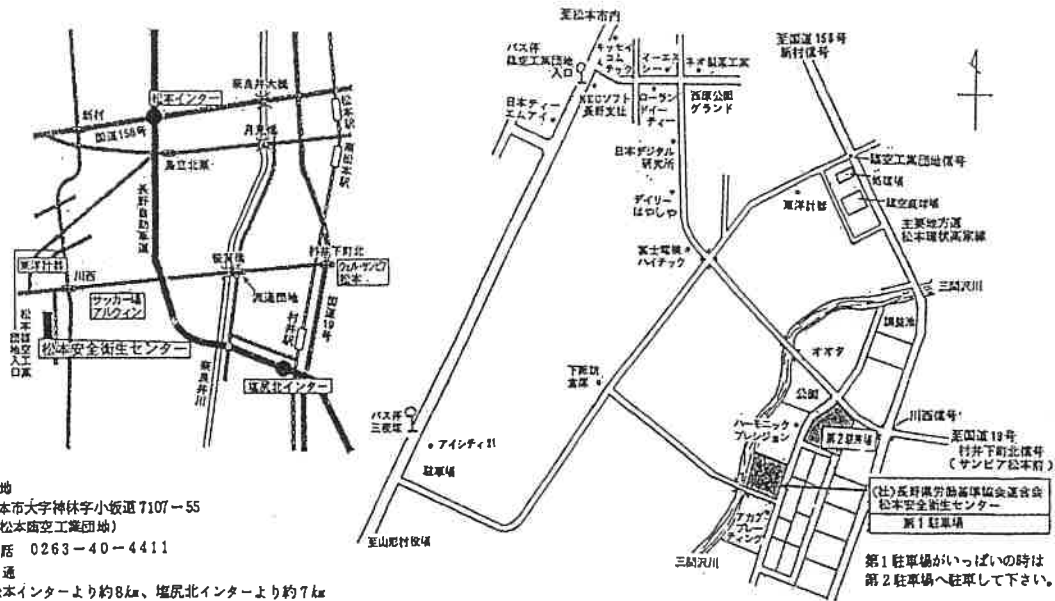 松本インター
新村
国道158号
奈良井大橋
月見橋
島立北栗
松本駅
南松本駅
長野自動車道
東洋計器
川西
サッカー場
アルウィン
松本臨空工業
団地入口
松本安全衛生センター
流通団地
村井下町北
ウェル・サンピア
松本
国道19号
村井駅
奈良井川
塩尻北インター
地
本市大字神林字小坂道7107-55
松本臨空工業団地)
話 0263-40-4411
通
松本インターより約8km、塩尻北インターより約7km
至松本市内
バス停
臨空工業団地
入口
キッセイ
コム
テック
イーエス
シー
ネオ製菓工業
日本ティー
エムアイ
NECソフト
長野支社
ローラン
ドイー
ティー
西原公園
グランド
日本デジタル
研究所
デイリー
はやしや
富士電機
ハイテック
至国道158号
新村信号
臨空工業団地信号
処理場
臨空庭球場
東洋計器
主要地方道
松本環状高家線
三間沢川
調整池
オオタ
公園
川西信号
至国道19号
村井下町北信号
(サンピア松本前)
ハーモニック
プレシジョン
第2駐車場
(社)長野県労働基準協会連合会
松本安全衛生センター
第1駐車場
アカデ
ブレー
ティング
三間沢川
バス停
三夜塚
アイシティ21
駐車場
至山形村役場
第1駐車場がいっぱいの時は
第2駐車場へ駐車して下さい。